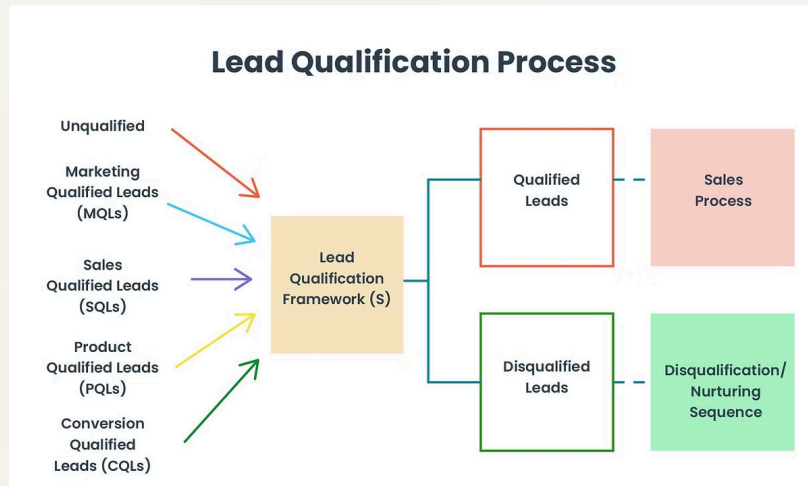 Lead Qualification Process
Unqualified
Marketing
Qualified Leads
(MQLs)
Sales
Qualified Leads
(SQLs)
Product
Qualified Leads
(PQLs)
Conversion
Qualified
Leads (CQLs)
Lead
Qualification
Framework (S)
Qualified
Leads
Sales
Process
Disqualified
Leads
Disqualification/
Nurturing
Sequence